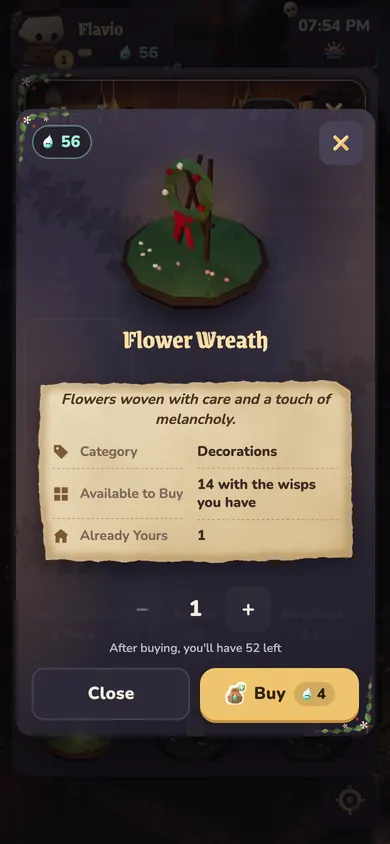 Flavio
07:54 PM
1
56
56
Flower Wreath
Flowers woven with care and a touch of
melancholy.
Category
Decorations
Available to Buy
14 with the wisps
you have
Already Yours
1
1
After buying, you'll have 52 left
Close
Buy
4